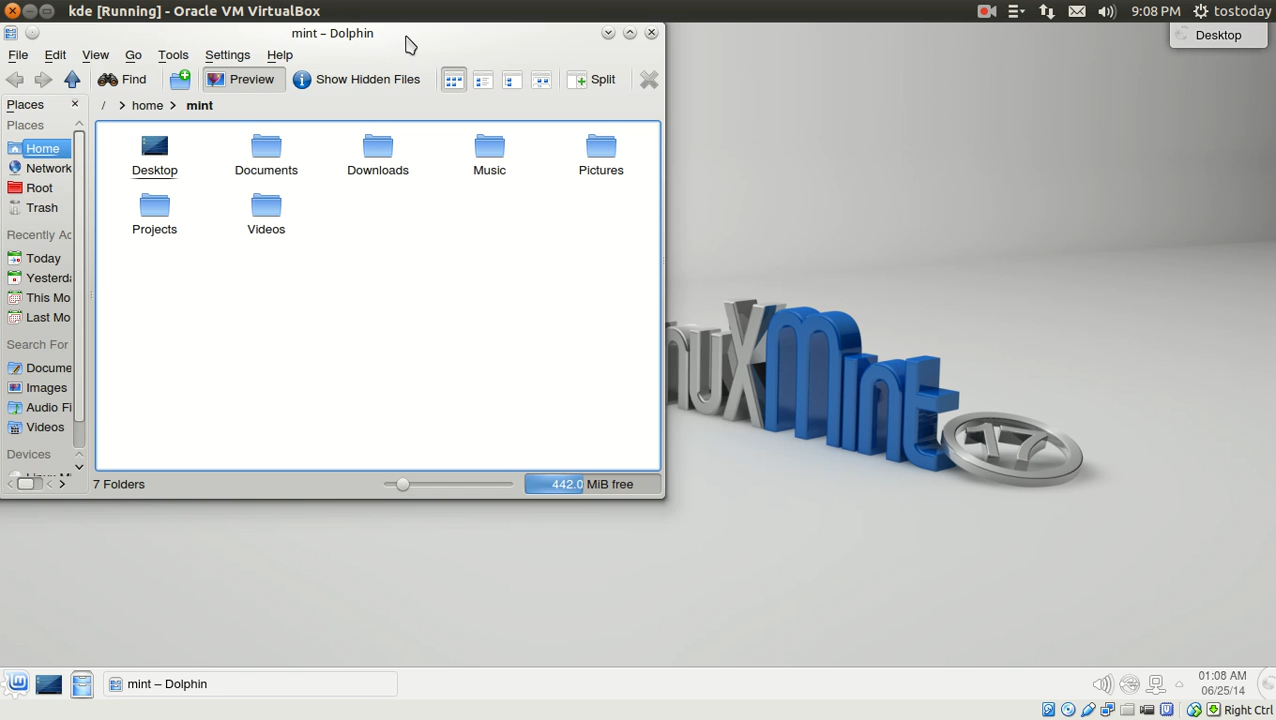 kde [Running] - Oracle VM VirtualBox
9:08 PM
tostoday
mint – Dolphin
Desktop
File Edit View Go Tools Settings Help
Find
Preview
Show Hidden Files
Split
Places
/ > home > mint
Places
Home
Network
Root
Trash
Recently Ac
Today
Yesterda
This Mo
Last Mo
Search For
Docume
Images
Audio Fi
Videos
Devices
Desktop
Documents
Downloads
Music
Pictures
Projects
Videos
7 Folders
442.0 MiB free
nuxMint
17
mint – Dolphin
01:08 AM
06/25/14
Right Ctrl